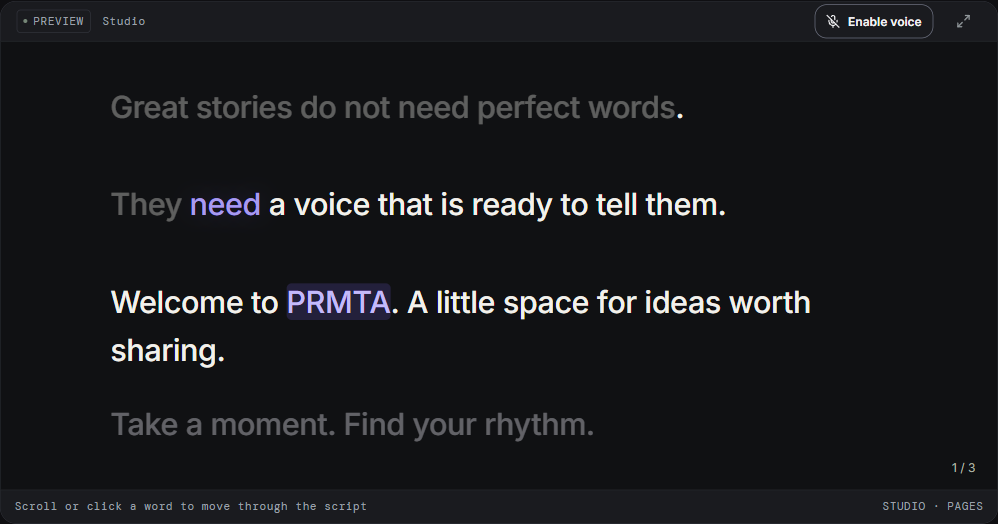 • PREVIEW Studio Enable voice
Great stories do not need perfect words.
They need a voice that is ready to tell them.
Welcome to PRMTA. A little space for ideas worth
sharing.
Take a moment. Find your rhythm.
1 / 3
Scroll or click a word to move through the script STUDIO · PAGES